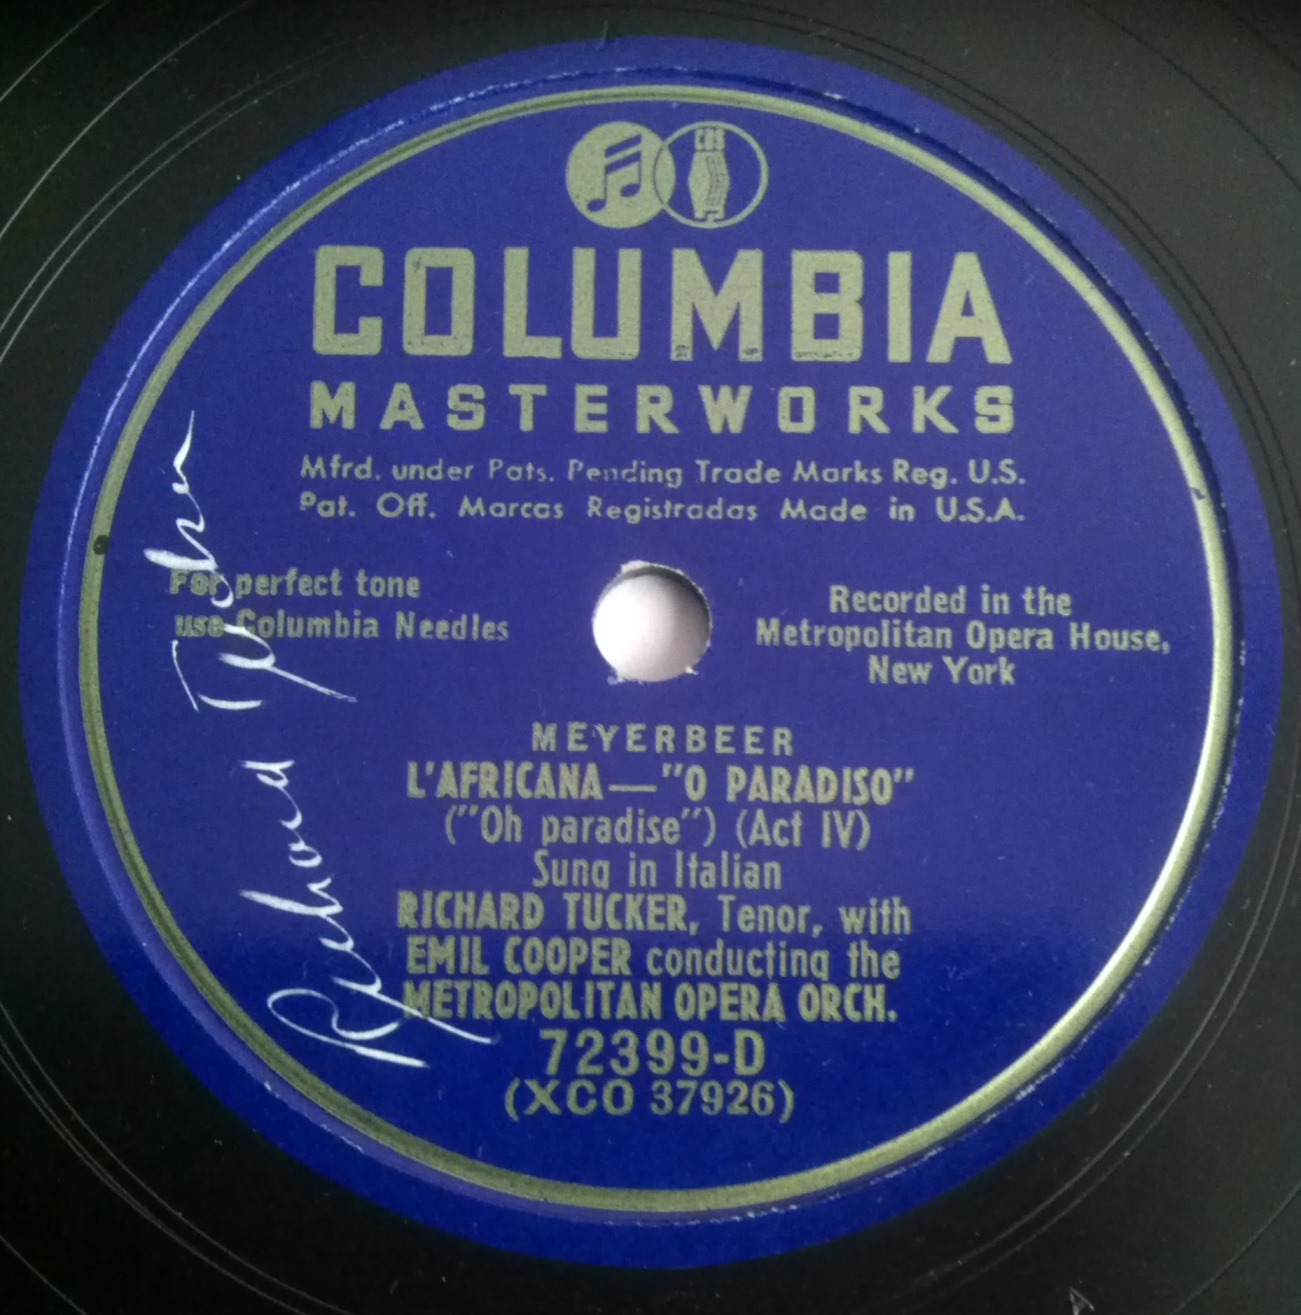 CBS
COLUMBIA
MASTERWORKS
Mfrd. under Pats. Pending Trade Marks Reg. U.S.
Pat. Off. Marcas Registradas Made in U.S.A.
For perfect tone
use Columbia Needles
Recorded in the
Metropolitan Opera House,
New York
MEYERBEER
L'AFRICANA—"O PARADISO"
("Oh paradise") (Act IV)
Sung in Italian
RICHARD TUCKER, Tenor, with
EMIL COOPER conducting the
METROPOLITAN OPERA ORCH.
72399-D
(XCO 37926)
Richard Tucker